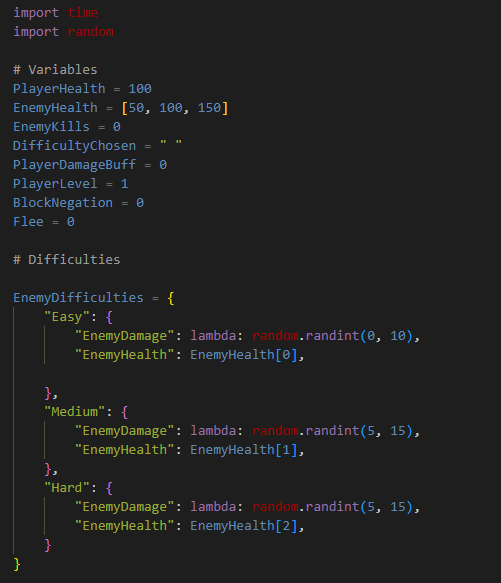 import time
import random

# Variables
PlayerHealth = 100
EnemyHealth = [50, 100, 150]
EnemyKills = 0
DifficultyChosen = " "
PlayerDamageBuff = 0
PlayerLevel = 1
BlockNegation = 0
Flee = 0

# Difficulties

EnemyDifficulties = {
    "Easy": {
        "EnemyDamage": lambda: random.randint(0, 10),
        "EnemyHealth": EnemyHealth[0],

    },
    "Medium": {
        "EnemyDamage": lambda: random.randint(5, 15),
        "EnemyHealth": EnemyHealth[1],
    },
    "Hard": {
        "EnemyDamage": lambda: random.randint(5, 15),
        "EnemyHealth": EnemyHealth[2],
    }
}